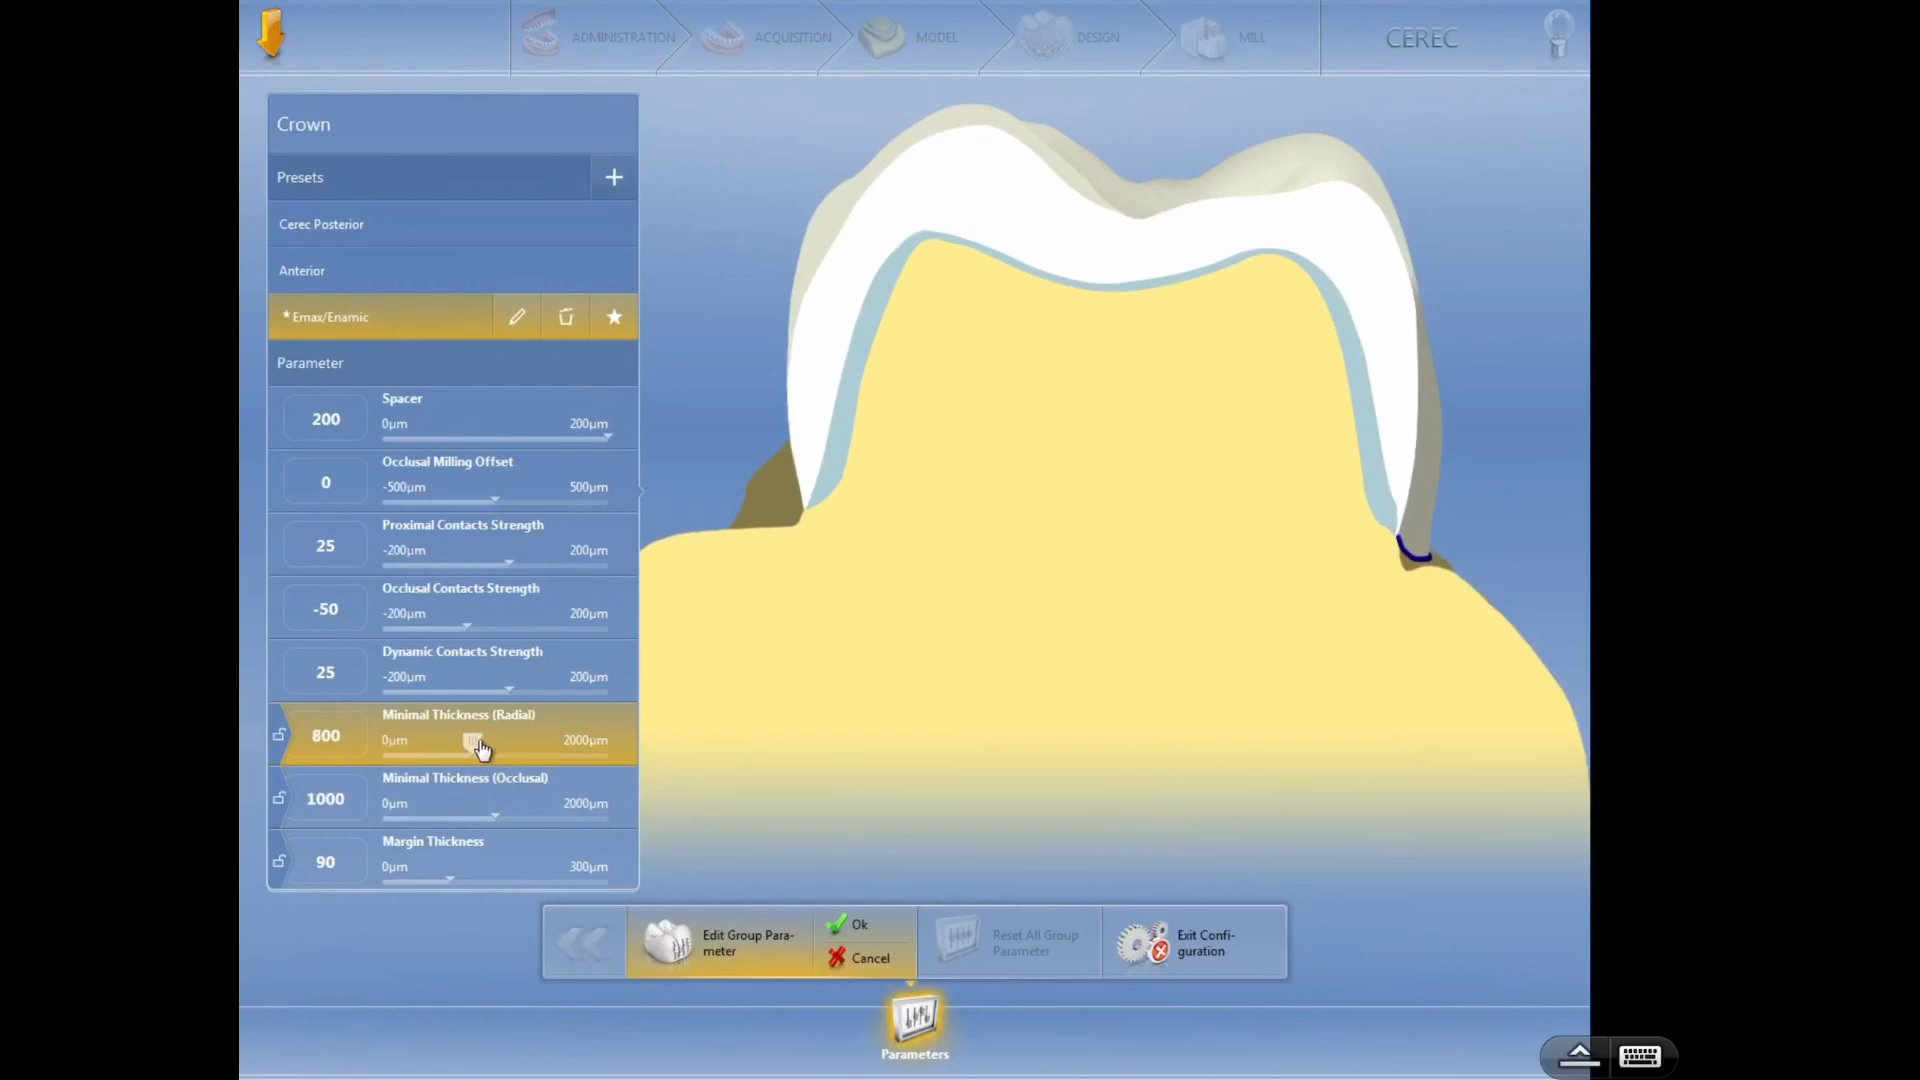 ADMINISTRATION
ACQUISITION
MODEL
DESIGN
MILL
CEREC
Crown
Presets
+
Cerec Posterior
Anterior
* Emax/Enamic
Parameter
200
Spacer
0µm 200µm
0
Occlusal Milling Offset
-500µm 500µm
25
Proximal Contacts Strength
-200µm 200µm
-50
Occlusal Contacts Strength
-200µm 200µm
25
Dynamic Contacts Strength
-200µm 200µm
800
Minimal Thickness (Radial)
0µm 2000µm
1000
Minimal Thickness (Occlusal)
0µm 2000µm
90
Margin Thickness
0µm 300µm
Edit Group Para-
meter
Ok
Cancel
Reset All Group
Parameter
Exit Confi-
guration
Parameters